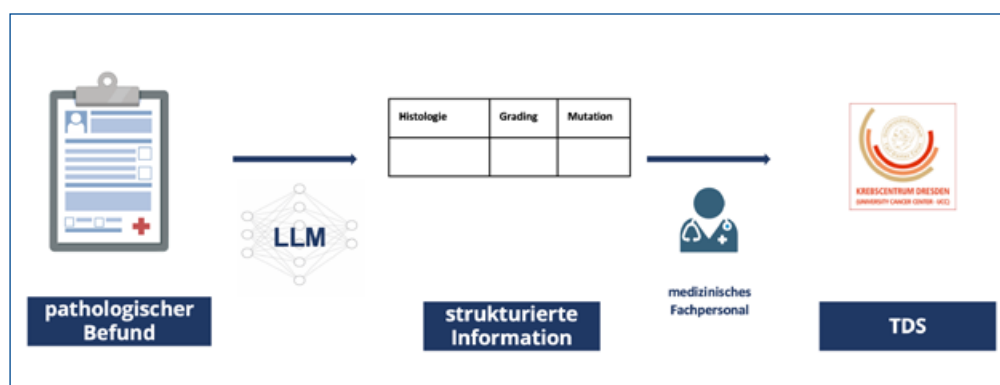 Histologie
Grading
Mutation
LLM
KREBSCENTRUM DRESDEN
(UNIVERSITY CANCER CENTER - UCC)
medizinisches
Fachpersonal
pathologischer
Befund
strukturierte
Information
TDS